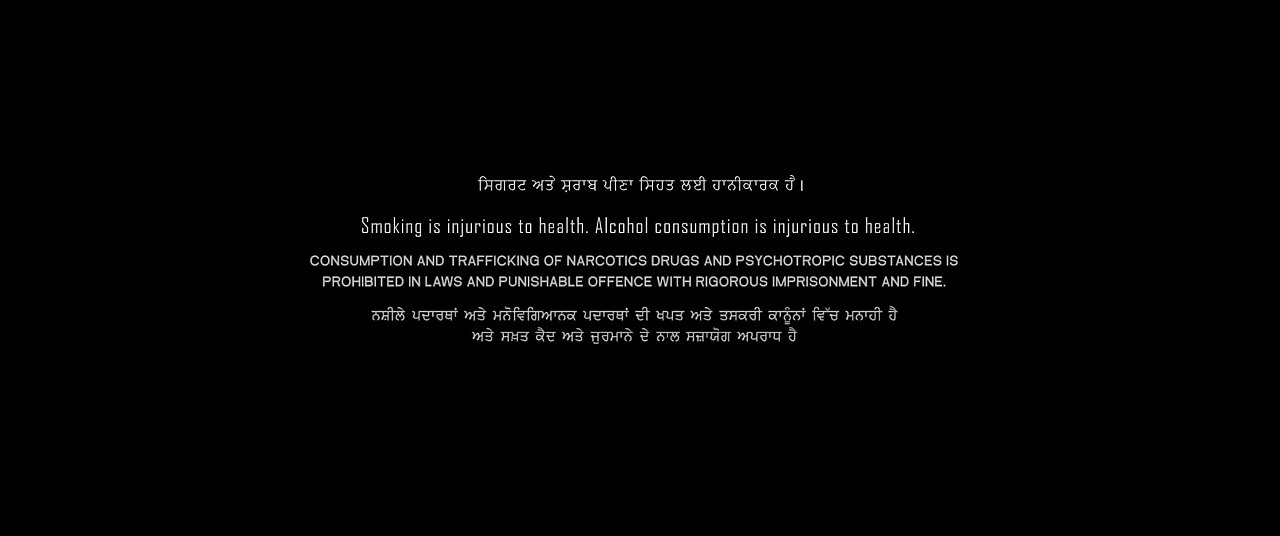 ਸਿਗਰਟ ਅਤੇ ਸ਼ਰਾਬ ਪੀਣਾ ਸਿਹਤ ਲਈ ਹਾਨੀਕਾਰਕ ਹੈ।
Smoking is injurious to health. Alcohol consumption is injurious to health.
CONSUMPTION AND TRAFFICKING OF NARCOTICS DRUGS AND PSYCHOTROPIC SUBSTANCES IS
PROHIBITED IN LAWS AND PUNISHABLE OFFENCE WITH RIGOROUS IMPRISONMENT AND FINE.
ਨਸ਼ੀਲੇ ਪਦਾਰਥਾਂ ਅਤੇ ਮਨੋਵਿਗਿਆਨਕ ਪਦਾਰਥਾਂ ਦੀ ਖਪਤ ਅਤੇ ਤਸਕਰੀ ਕਾਨੂੰਨਾਂ ਵਿੱਚ ਮਨਾਹੀ ਹੈ
ਅਤੇ ਸਖ਼ਤ ਕੈਦ ਅਤੇ ਜੁਰਮਾਨੇ ਦੇ ਨਾਲ ਸਜ਼ਾਯੋਗ ਅਪਰਾਧ ਹੈ